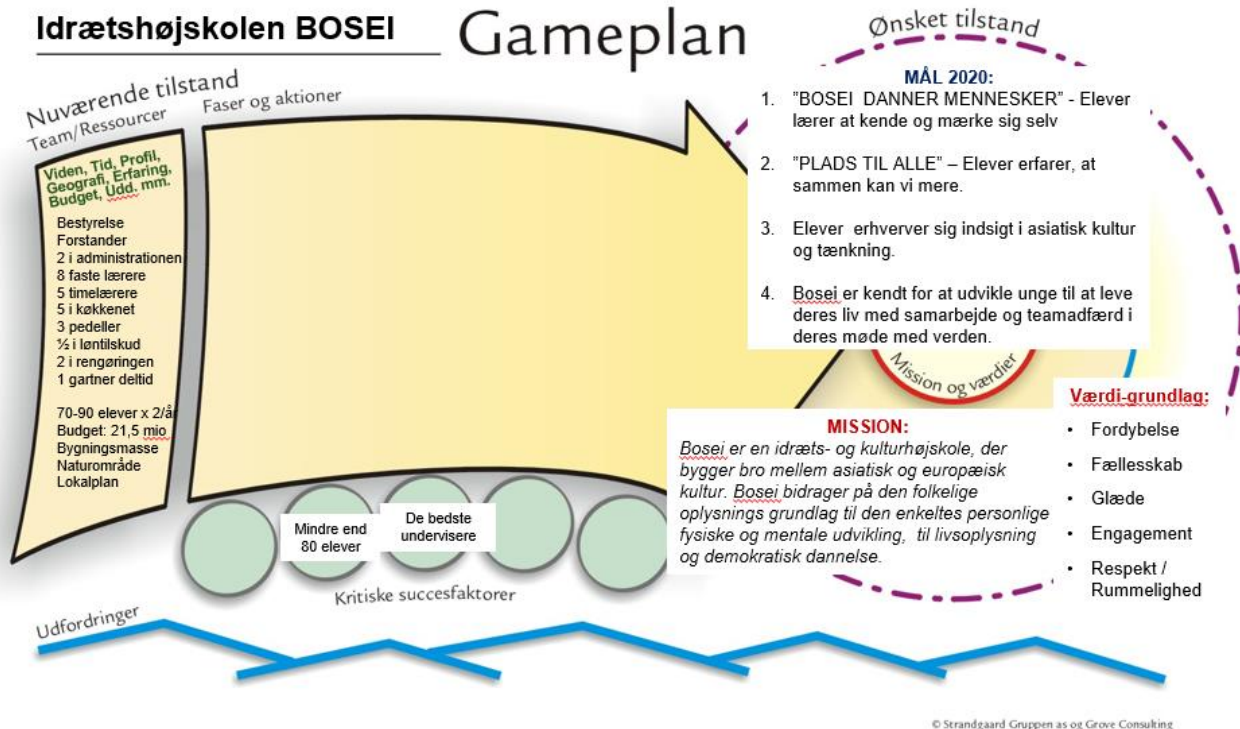 Idrætshøjskolen BOSEI
Gameplan
Ønsket tilstand
Nuværende tilstand
Team/Ressourcer
Faser og aktioner
Viden, Tid, Profil,
Geografi, Erfaring,
Budget, Udd. mm.
Bestyrelse
Forstander
2 i administrationen
8 faste lærere
5 timelærere
5 i køkkenet
3 pedeller
½ i løntilskud
2 i rengøringen
1 gartner deltid
70-90 elever x 2/år
Budget: 21,5 mio
Bygningsmasse
Naturområde
Lokalplan
MÅL 2020:
1. "BOSEI DANNER MENNESKER" - Elever
lærer at kende og mærke sig selv
2. "PLADS TIL ALLE" – Elever erfarer, at
sammen kan vi mere.
3. Elever erhverver sig indsigt i asiatisk kultur
og tænkning.
4. Bosei er kendt for at udvikle unge til at leve
deres liv med samarbejde og teamadfærd i
deres møde med verden.
Mission og værdier
MISSION:
Bosei er en idræts- og kulturhøjskole, der
bygger bro mellem asiatisk og europæisk
kultur. Bosei bidrager på den folkelige
oplysnings grundlag til den enkeltes personlige
fysiske og mentale udvikling, til livsoplysning
og demokratisk dannelse.
Værdi-grundlag:
• Fordybelse
• Fællesskab
• Glæde
• Engagement
• Respekt /
Rummelighed
Mindre end
80 elever
De bedste
undervisere
Kritiske succesfaktorer
Udfordringer
© Strandgaard Gruppen as og Grove Consulting